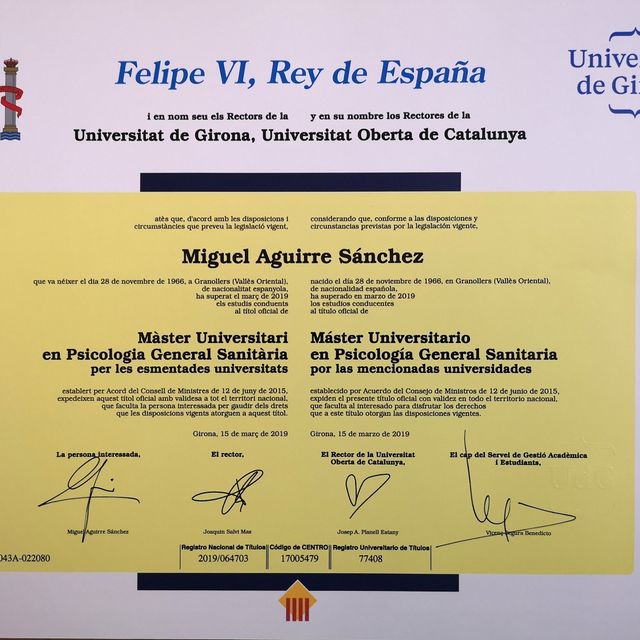 Felipe VI, Rey de España
Univer
de Gi
i en nom seu els Rectors de la
y en su nombre los Rectores de la
Universitat de Girona, Universitat Oberta de Catalunya
atès que, d'acord amb les disposicions i
circumstàncies que preveu la legislació vigent,
considerando que, conforme a las disposiciones y
circunstancias previstas por la legislación vigente,
Miguel Aguirre Sánchez
que va néixer el dia 28 de novembre de 1966, a Granollers (Vallès Oriental),
de nacionalitat espanyola,
ha superat el març de 2019
els estudis conduents
al títol oficial de
nacido el día 28 de noviembre de 1966, en Granollers (Vallès Oriental),
de nacionalidad española,
ha superado en marzo de 2019
los estudios conducentes
al título oficial de
Màster Universitari
en Psicologia General Sanitària
per les esmentades universitats
Máster Universitario
en Psicología General Sanitaria
por las mencionadas universidades
establert per Acord del Consell de Ministres de 12 de juny de 2015,
expedeixen aquest títol oficial amb validesa a tot el territori nacional,
que faculta la persona interessada per gaudir dels drets
que les disposicions vigents atorguen a aquest títol.
establecido por Acuerdo del Consejo de Ministros de 12 de junio de 2015,
expiden el presente título oficial con validez en todo el territorio nacional,
que faculta al interesado para disfrutar los derechos
que a este título otorgan las disposiciones vigentes.
Girona, 15 de març de 2019
Girona, 15 de marzo de 2019
La persona interessada,
El rector,
El Rector de la Universitat
Oberta de Catalunya,
El cap del Servei de Gestió Acadèmica
i Estudiants,
Miguel Aguirre Sánchez
Joaquim Salvi Mas
Josep A. Planell Estany
Vicenç Segura Benedicto
043A-022080
Registro Nacional de Títulos
Código de CENTRO
Registro Universitario de Títulos
2019/064703
17005479
77408